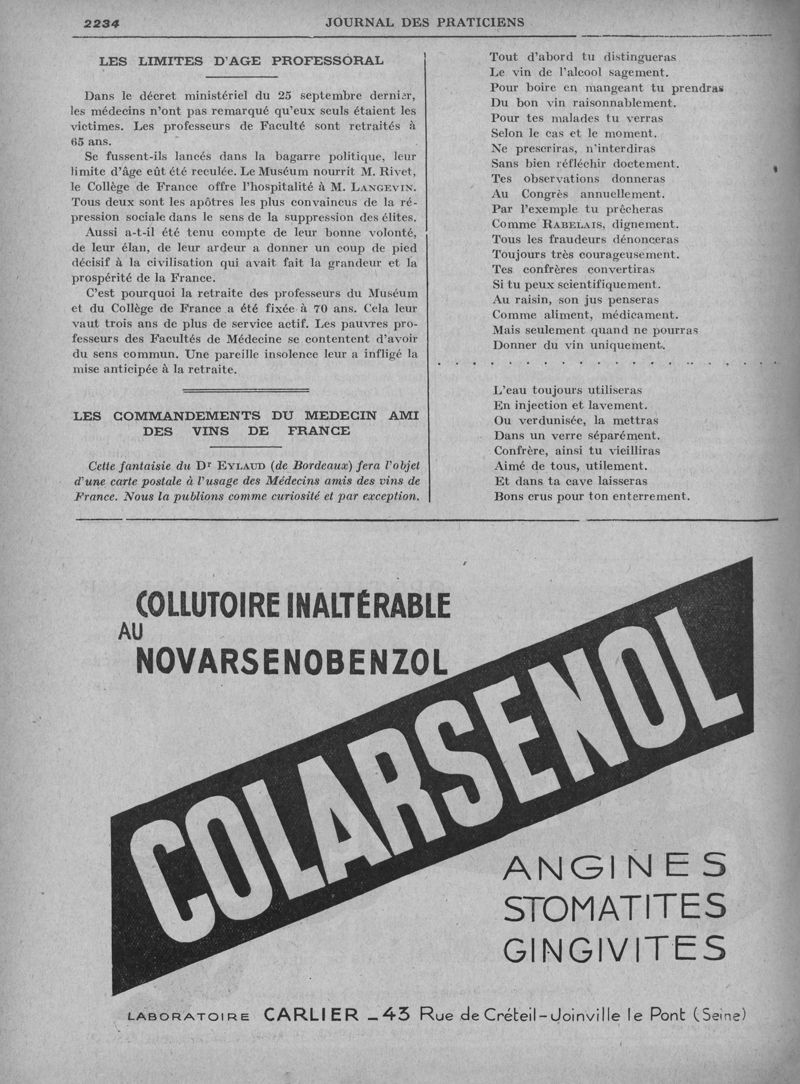 2234
JOURNAL DES PRATICIENS
LES LIMITES D'AGE PROFESSORAL
Dans le décret ministériel du 25 septembre dernier,
les médecins n'ont pas remarqué qu'eux seuls étaient les
victimes. Les professeurs de Faculté sont retraités à
65 ans.
Se fussent-ils lancés dans la bagarre politique, leur
limite d'âge eût été reculée. Le Muséum nourrit M. Rivet,
le Collège de France offre l'hospitalité à M. LANGEVIN.
Tous deux sont les apôtres les plus convaincus de la ré-
pression sociale dans le sens de la suppression des élites.
Aussi a-t-il été tenu compte de leur bonne volonté,
de leur élan, de leur ardeur a donner un coup de pied
décisif à la civilisation qui avait fait la grandeur et la
prospérité de la France.
C'est pourquoi la retraite des professeurs du Muséum
et du Collège de France a été fixée à 70 ans. Cela leur
vaut trois ans de plus de service actif. Les pauvres pro-
fesseurs des Facultés de Médecine se contentent d'avoir
du sens commun. Une pareille insolence leur a infligé la
mise anticipée à la retraite.
LES COMMANDEMENTS DU MEDECIN AMI
DES VINS DE FRANCE
Cette fantaisie du Dr EYLAUD (de Bordeaux) fera l'objet
d'une carte postale à l'usage des Médecins amis des vins de
France. Nous la publions comme curiosité et par exception.
Tout d'abord tu distingueras
Le vin de l'alcool sagement.
Pour boire en mangeant tu prendras
Du bon vin raisonnablement.
Pour tes malades tu verras
Selon le cas et le moment.
Ne prescriras, n'interdiras
Sans bien réfléchir doctement.
Tes observations donneras
Au Congrès annuellement.
Par l'exemple tu prêcheras
Comme RABELAIS, dignement.
Tous les fraudeurs dénonceras
Toujours très courageusement.
Tes confrères convertiras
Si tu peux scientifiquement.
Au raisin, son jus penseras
Comme aliment, médicament.
Mais seulement quand ne pourras
Donner du vin uniquement.
. . . . . . . . . . . . . . . . . . .
L'eau toujours utiliseras
En injection et lavement.
Ou verdunisée, la mettras
Dans un verre séparément.
Confrère, ainsi tu vieilliras
Aimé de tous, utilement.
Et dans ta cave laisseras
Bons crus pour ton enterrement.
COLLUTOIRE INALTÉRABLE
AU
NOVARSENOBENZOL
COLARSENOL
ANGINES
STOMATITES
GINGIVITES
LABORATOIRE CARLIER _ 43 Rue de Créteil - Joinville le Pont (Seine)